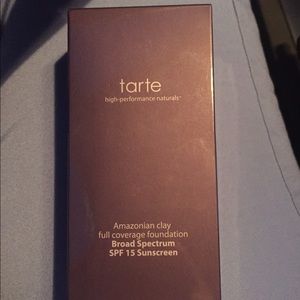 tarte
high-performance naturals™
Amazonian clay
full coverage foundation
Broad Spectrum
SPF 15 Sunscreen